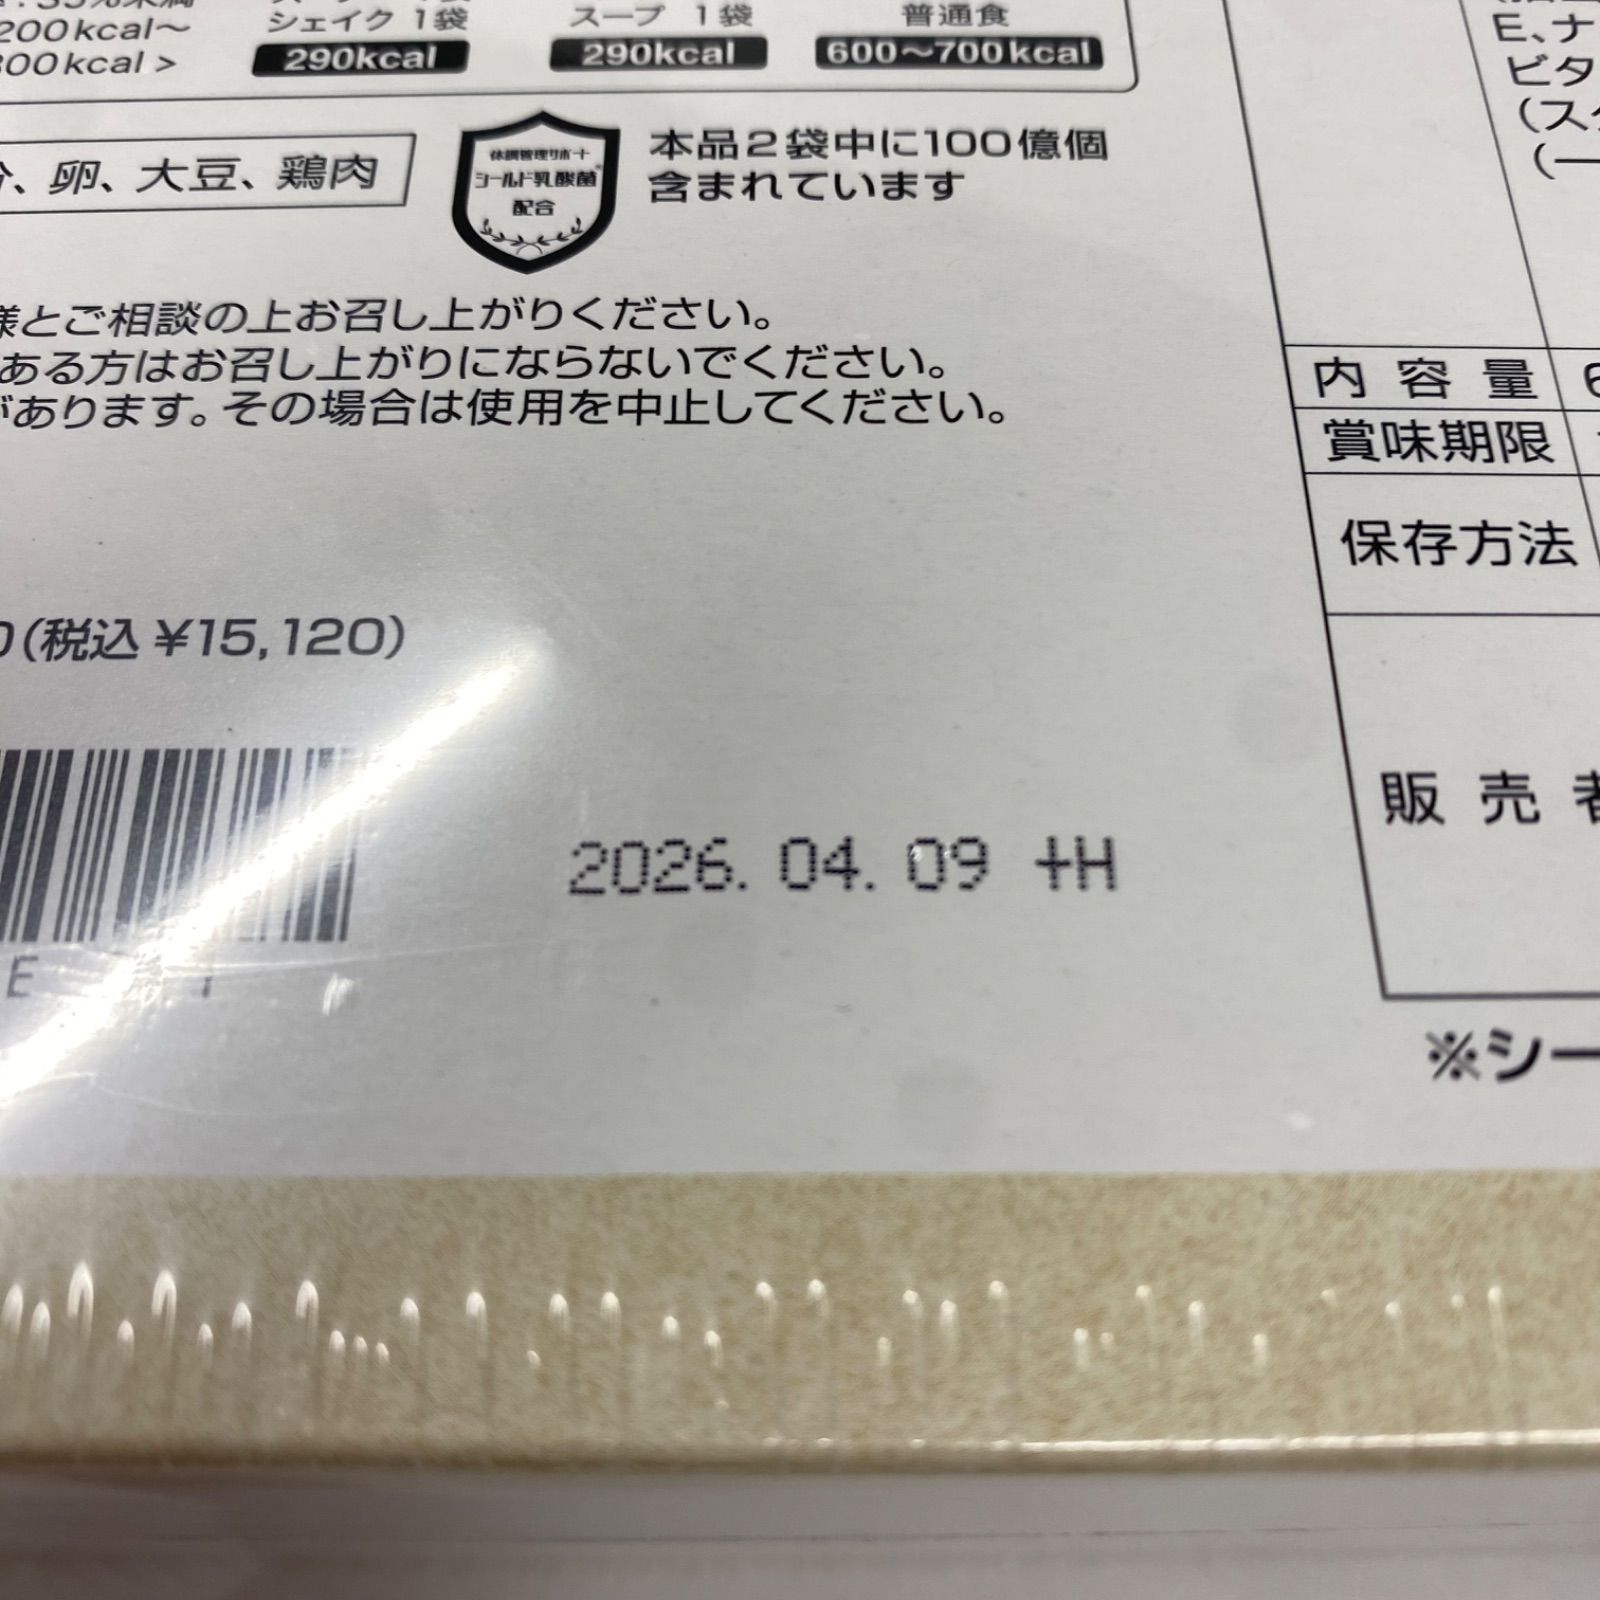 シェイク 1袋
スープ 1袋
普通食
200kcal〜
290kcal
290kcal
600〜700kcal
卵、大豆、鶏肉
体調管理サポート
シールド乳酸菌
配合
本品2袋中に100億個
含まれています
とご相談の上お召し上がりください。
ある方はお召し上がりにならないでください。
があります。その場合は使用を中止してください。
E、ナ
ビタ
(スク
(一
内容量 6
賞味期限
保存方法
販売者
0(税込 ¥15,120)
E
2026. 04. 09 +H
※シー